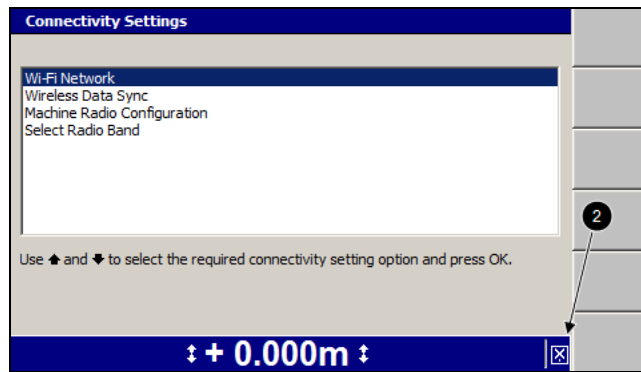 Connectivity Settings
Wi-Fi Network
Wireless Data Sync
Machine Radio Configuration
Select Radio Band
2
Use 🡅 and 🡇 to select the required connectivity setting option and press OK.
↕ + 0.000m ↕